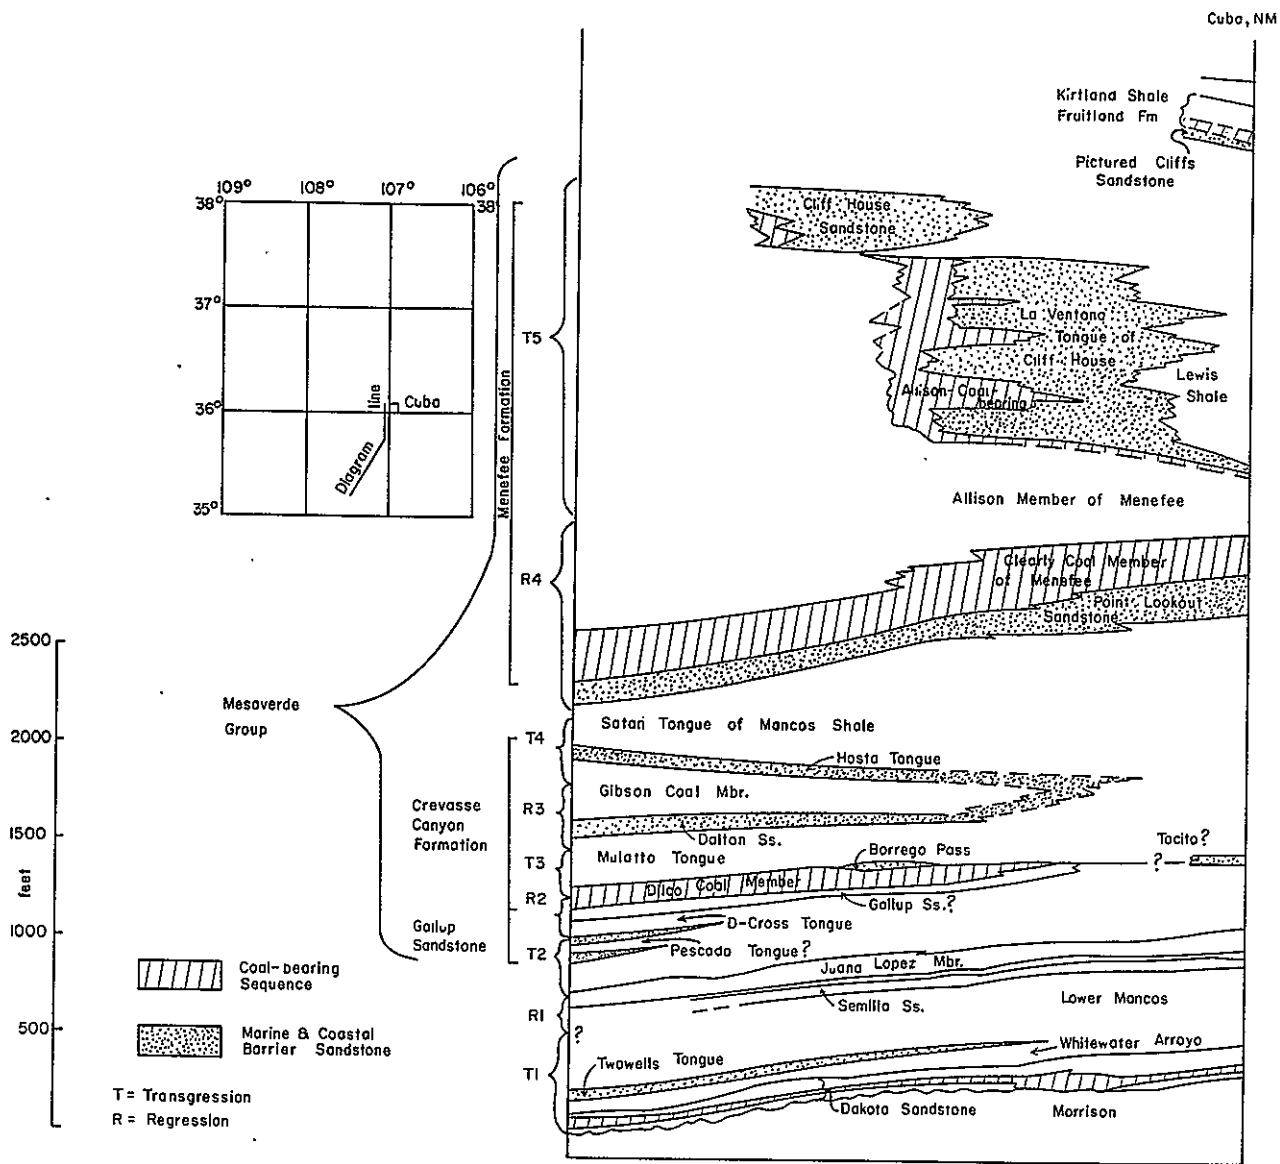 Cuba, NM
Kirtland Shale
Fruitland Fm
Pictured Cliffs
Sandstone
109°
108°
107°
106°
38°
38
37°
36°
35°
line
Cuba
Diagram
Menefee Formation
T5
R4
T4
R3
T3
R2
T2
R1
?
T1
Cliff House
Sandstone
La Ventana
Tongue of
Cliff House
Lewis
Shale
Allison-Coal-
bearing
Allison Member of Menefee
Clearly Coal Member
of Menefee
Point Lookout
Sandstone
2500
2000
1500
1000
500
feet
Mesaverde
Group
Satan Tongue of Mancos Shale
Hosta Tongue
Gibson Coal Mbr.
Crevasse
Canyon
Formation
Dalton Ss.
Mulatto Tongue
Borrego Pass
Tocito?
?
Dilco Coal Member
Gallup Ss.?
Gallup
Sandstone
D-Cross Tongue
Pescado Tongue?
Juana Lopez Mbr.
Semilla Ss.
Lower Mancos
Whitewater Arroyo
Twowells Tongue
Dakota Sandstone
Morrison
Coal-bearing
Sequence
Marine & Coastal
Barrier Sandstone
T = Transgression
R = Regression